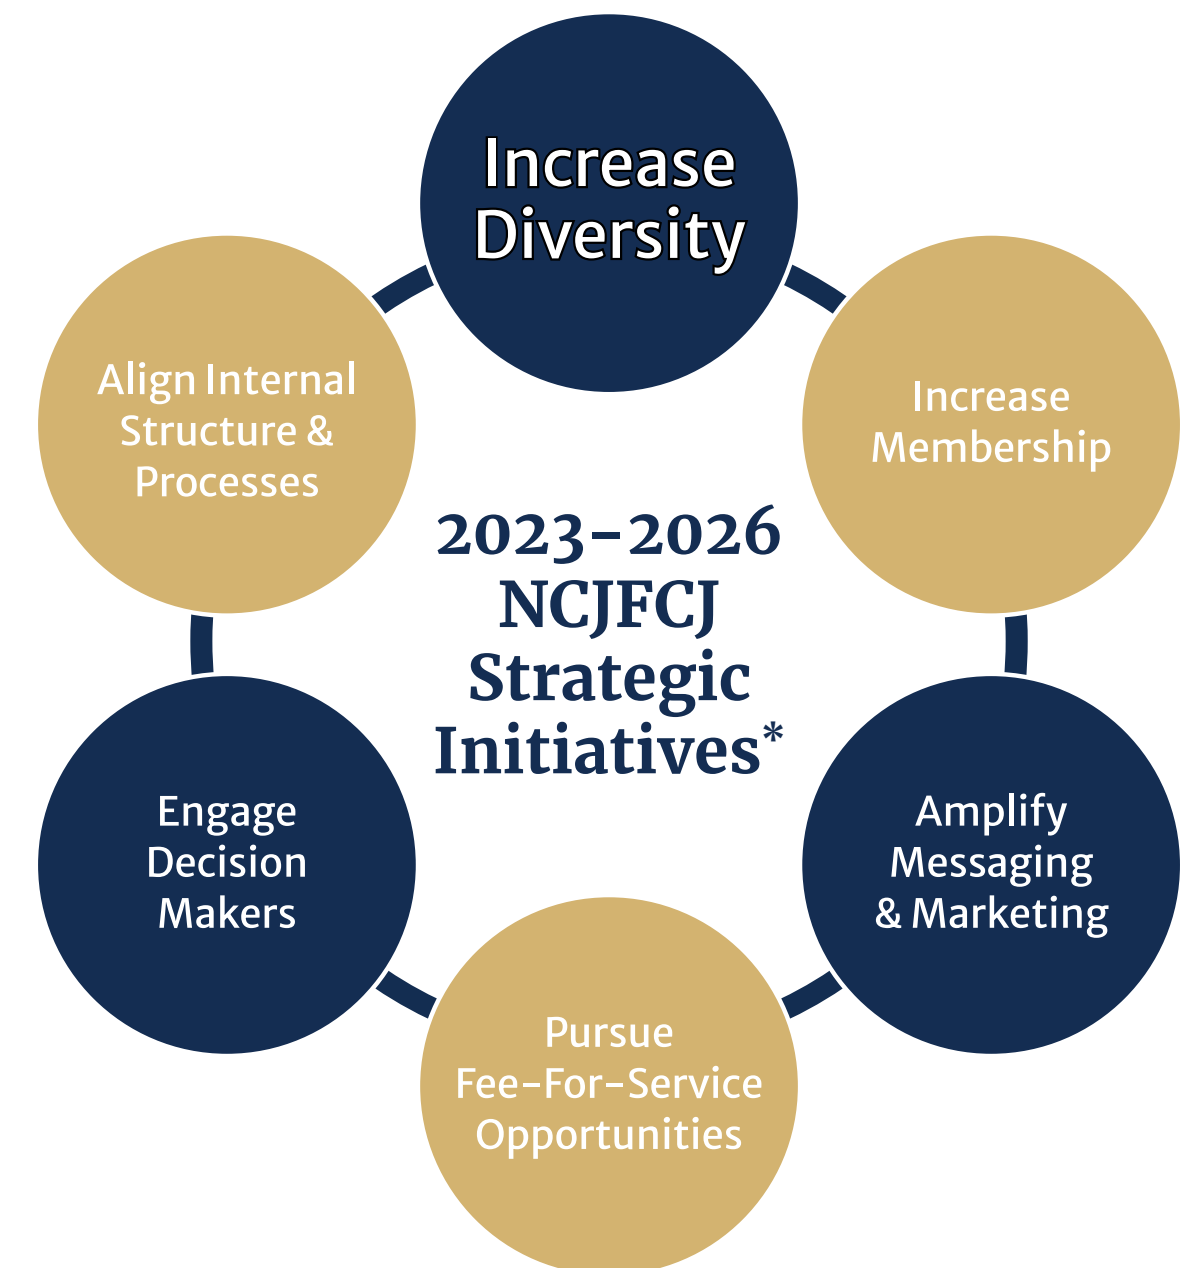 Increase
Diversity
Increase
Membership
Amplify
Messaging
& Marketing
Pursue
Fee-For-Service
Opportunities
Engage
Decision
Makers
Align Internal
Structure &
Processes
2023-2026
NCJFCJ
Strategic
Initiatives*